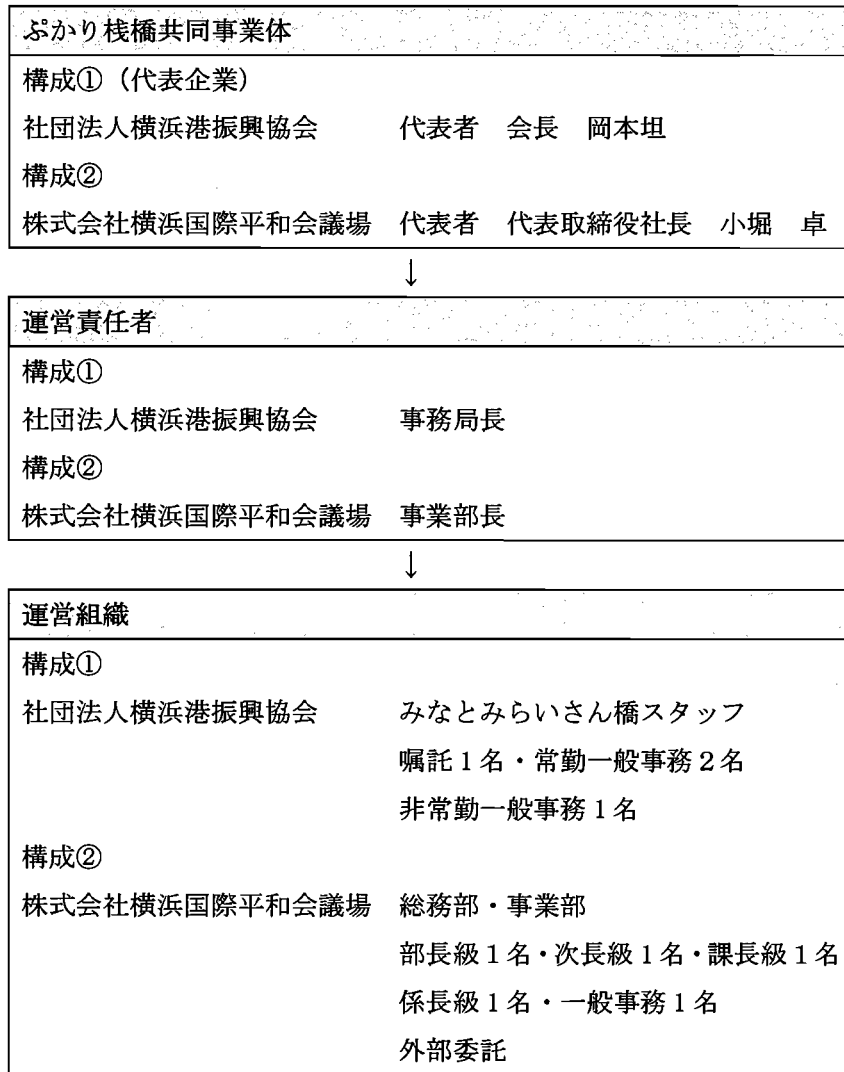 ぷかり桟橋共同事業体
構成①（代表企業）
社団法人横浜港振興協会　代表者　会長　岡本坦
構成②
株式会社横浜国際平和会議場　代表者　代表取締役社長　小堀　卓
↓
運営責任者
構成①
社団法人横浜港振興協会　事務局長
構成②
株式会社横浜国際平和会議場　事業部長
↓
運営組織
構成①
社団法人横浜港振興協会　みなとみらいさん橋スタッフ
嘱託1名・常勤一般事務2名
非常勤一般事務1名
構成②
株式会社横浜国際平和会議場　総務部・事業部
部長級1名・次長級1名・課長級1名
係長級1名・一般事務1名
外部委託